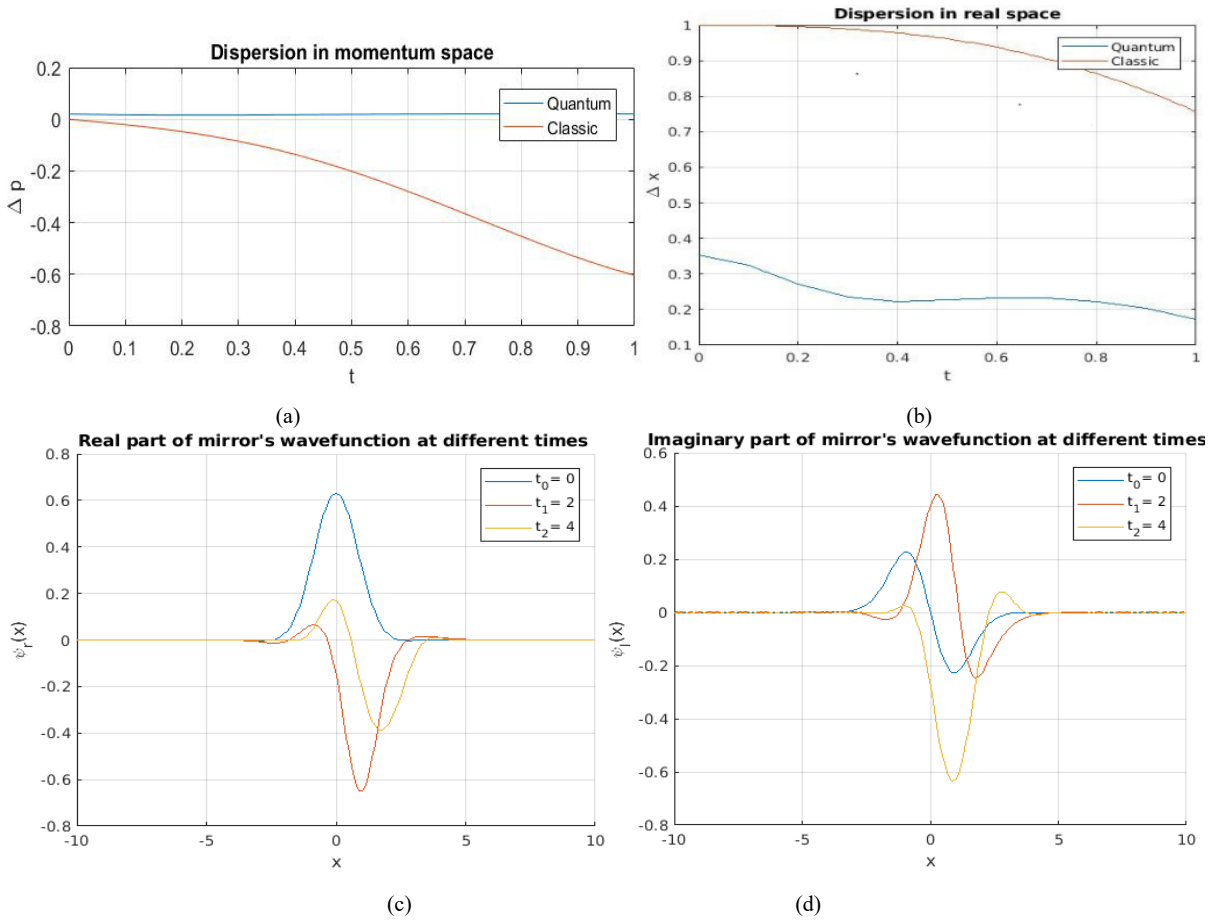 Dispersion in momentum space
0.2
0
-0.2
-0.4
-0.6
-0.8
Δ p
Quantum
Classic
0 0.1 0.2 0.3 0.4 0.5 0.6 0.7 0.8 0.9 1
t
(a)
Dispersion in real space
1
0.9
0.8
0.7
0.6
0.5
0.4
0.3
0.2
0.1
Δ x
Quantum
Classic
0 0.2 0.4 0.6 0.8 1
t
(b)
Real part of mirror's wavefunction at different times
0.8
0.6
0.4
0.2
0
-0.2
-0.4
-0.6
-0.8
ψr(x)
t0= 0
t1= 2
t2= 4
-10 -5 0 5 10
x
(c)
Imaginary part of mirror's wavefunction at different times
0.6
0.4
0.2
0
-0.2
-0.4
-0.6
-0.8
ψI(x)
t0= 0
t1= 2
t2= 4
-10 -5 0 5 10
x
(d)